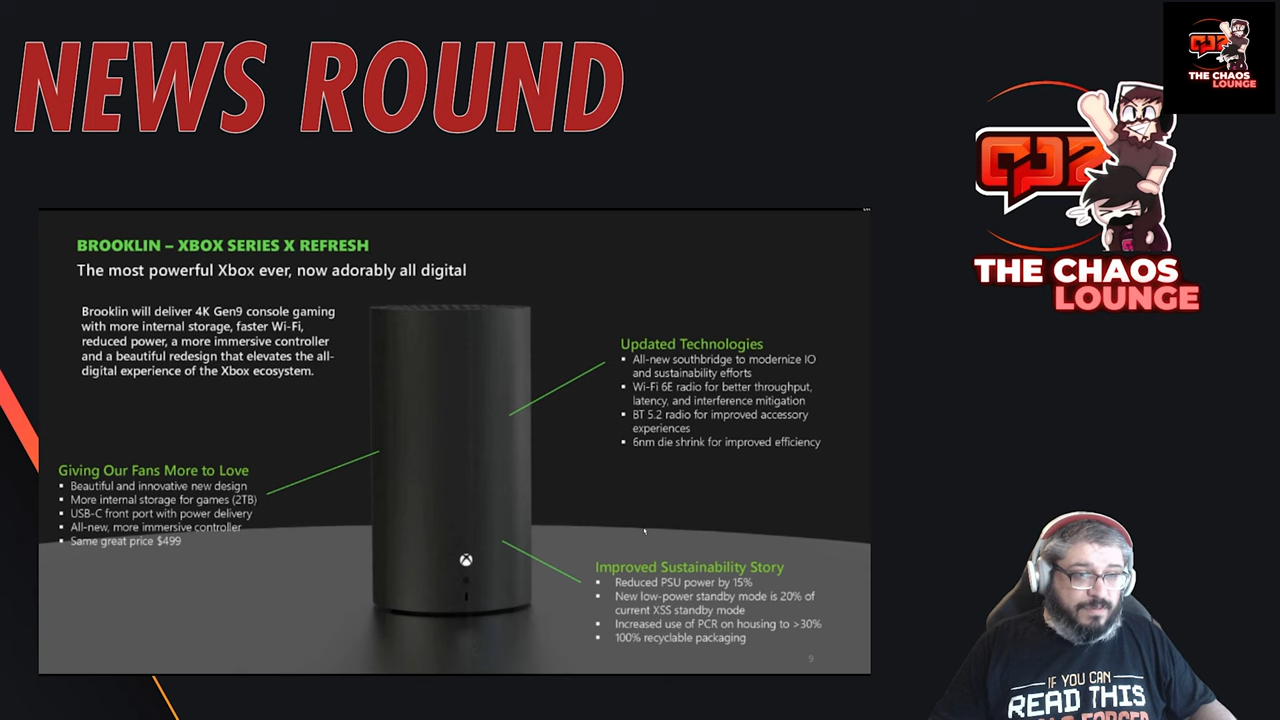 NEWS ROUND
THE CHAOS
LOUNGE
THE CHAOS
LOUNGE
BROOKLIN – XBOX SERIES X REFRESH
The most powerful Xbox ever, now adorably all digital
Brooklin will deliver 4K Gen9 console gaming
with more internal storage, faster Wi-Fi,
reduced power, a more immersive controller
and a beautiful redesign that elevates the all-
digital experience of the Xbox ecosystem.
Updated Technologies
▪ All-new southbridge to modernize IO
and sustainability efforts
▪ Wi-Fi 6E radio for better throughput,
latency, and interference mitigation
▪ BT 5.2 radio for improved accessory
experiences
▪ 6nm die shrink for improved efficiency
Giving Our Fans More to Love
▪ Beautiful and innovative new design
▪ More internal storage for games (2TB)
▪ USB-C front port with power delivery
▪ All-new, more immersive controller
▪ Same great price $499
Improved Sustainability Story
▪ Reduced PSU power by 15%
▪ New low-power standby mode is 20% of
current XSS standby mode
▪ Increased use of PCR on housing to >30%
▪ 100% recyclable packaging
9
IF YOU CAN
READ THIS